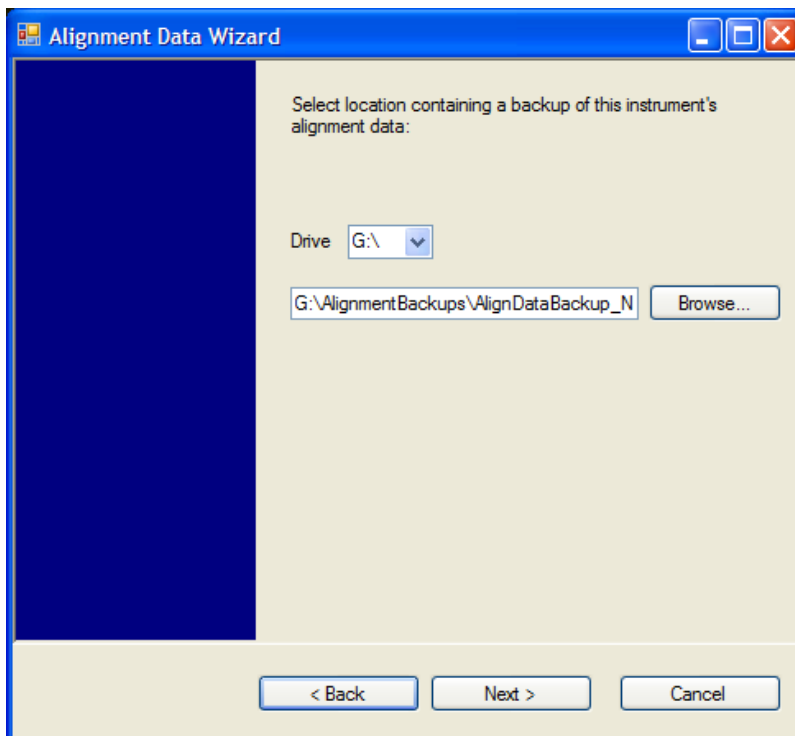 Alignment Data Wizard
Select location containing a backup of this instrument's
alignment data:
Drive G:\
G:\AlignmentBackups\AlignDataBackup_N Browse...
< Back Next > Cancel